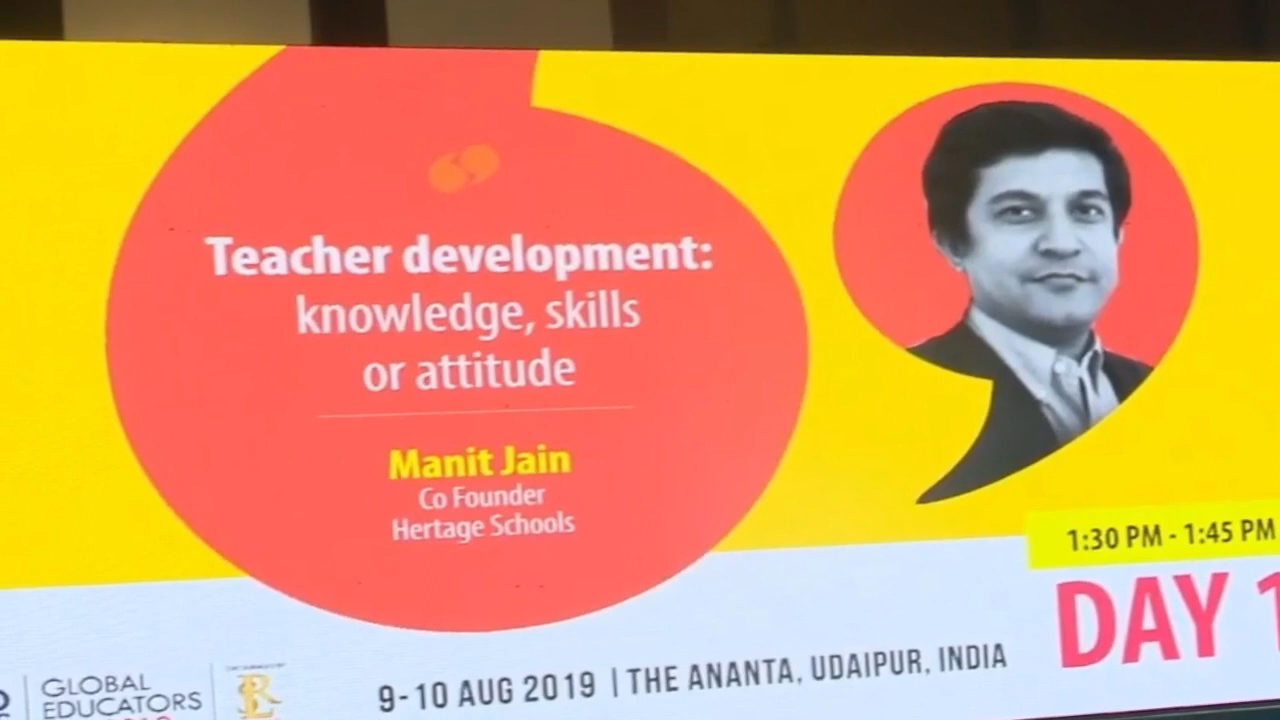 Teacher development:
knowledge, skills
or attitude
Manit Jain
Co Founder
Hertage Schools
1:30 PM - 1:45 PM
DAY 1
GLOBAL
EDUCATORS
9-10 AUG 2019 | THE ANANTA, UDAIPUR, INDIA